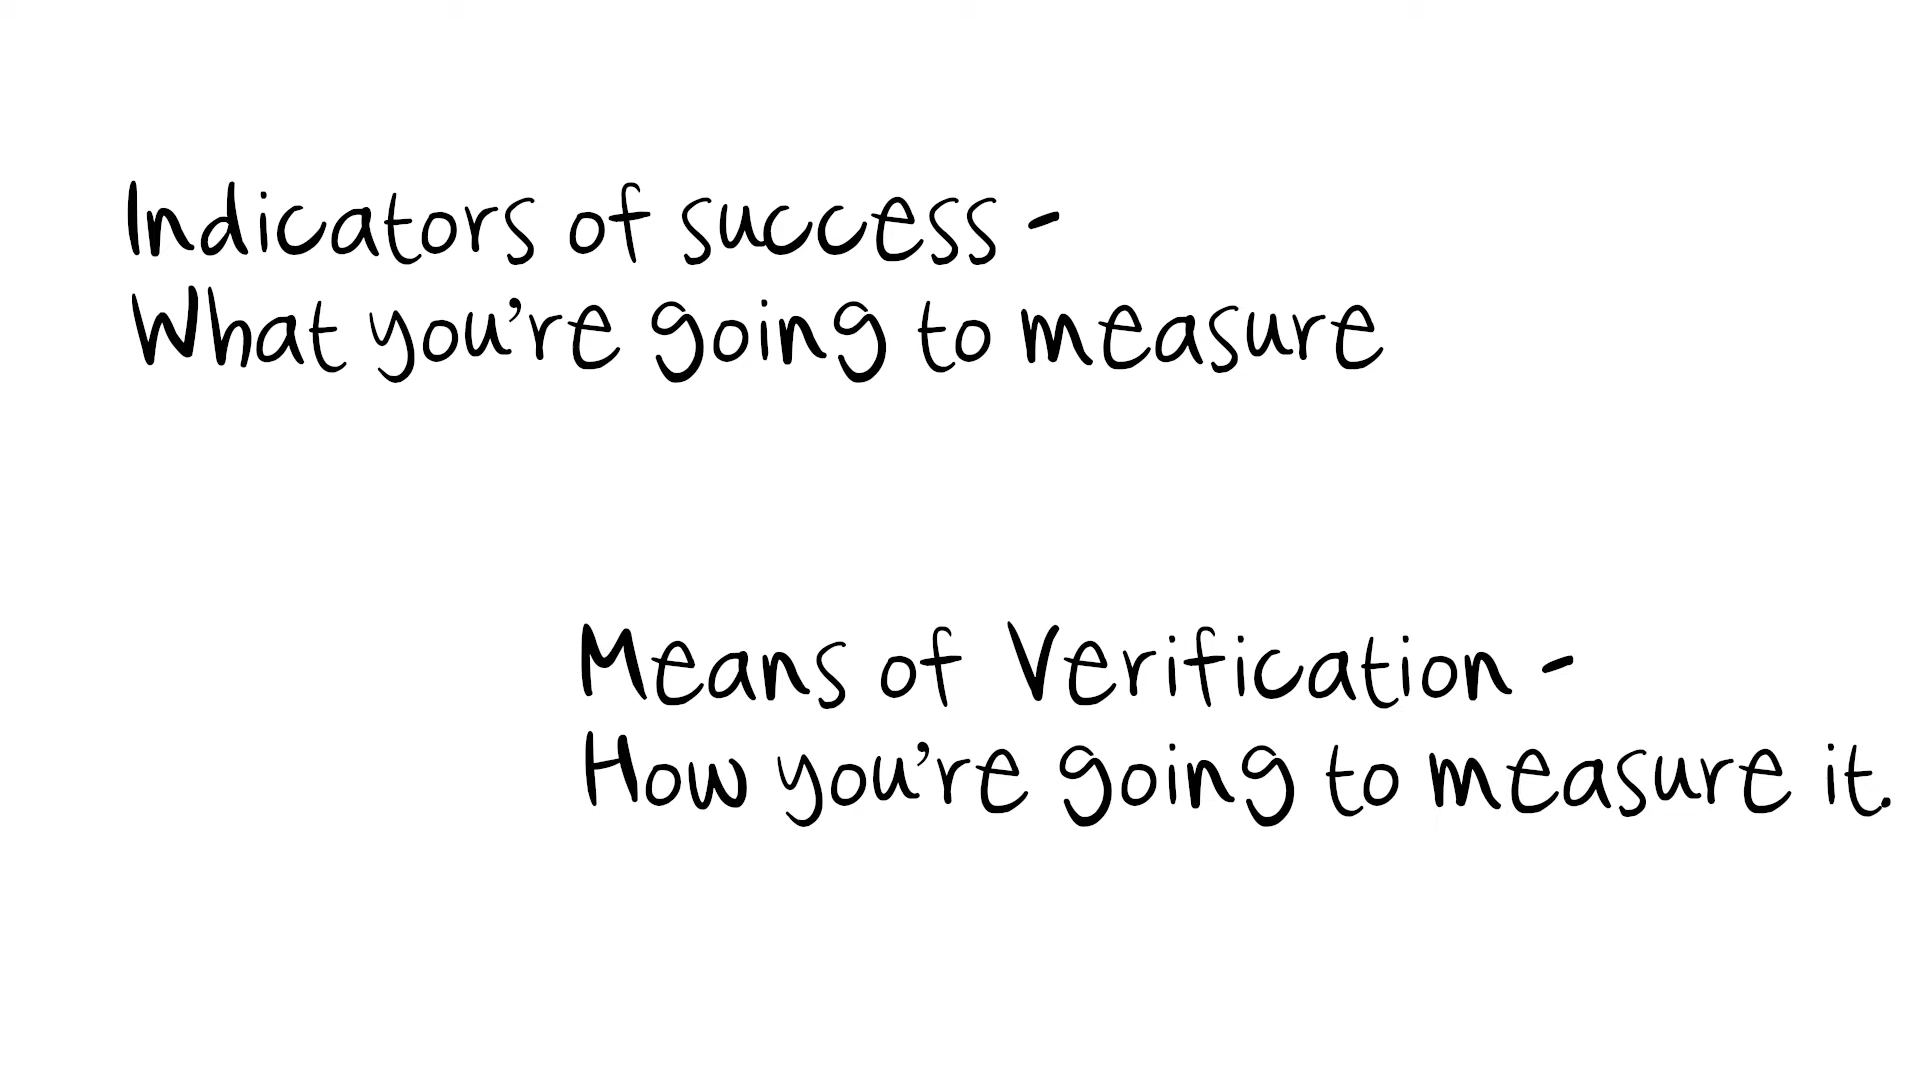 Indicators of success -
What you're going to measure
Means of Verification -
How you're going to measure it.